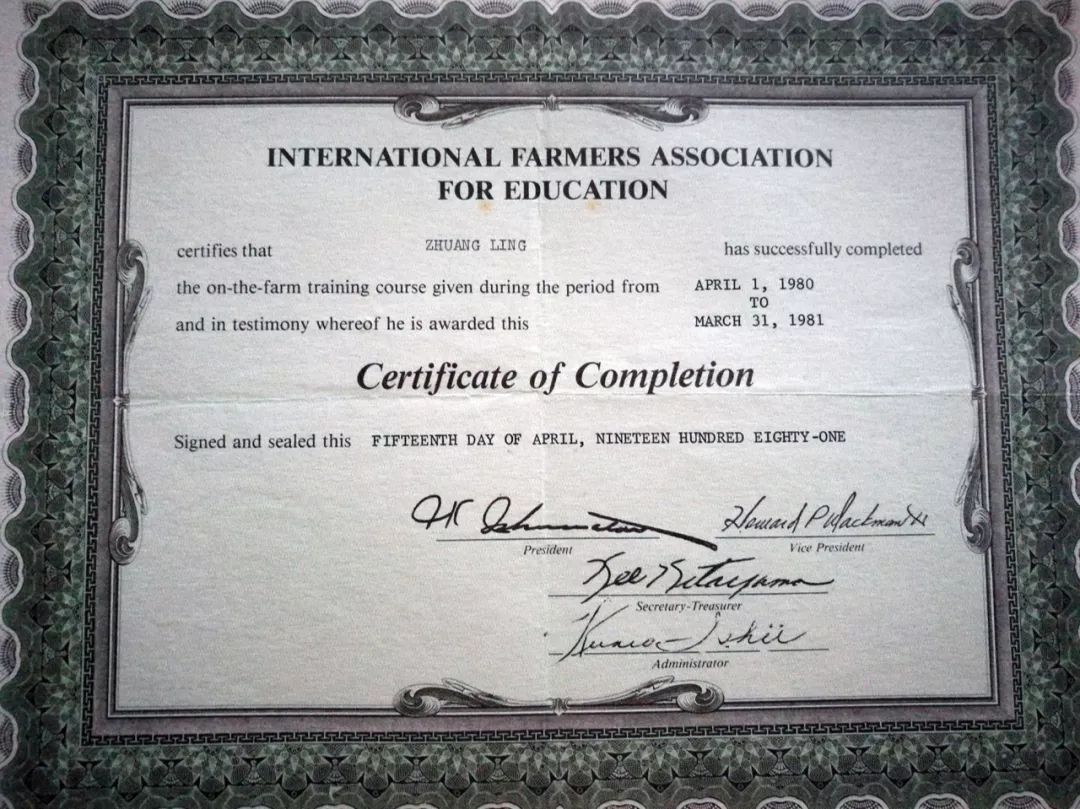 INTERNATIONAL FARMERS ASSOCIATION
FOR EDUCATION
certifies that ZHUANG LING has successfully completed
the on-the-farm training course given during the period from APRIL 1, 1980
TO
and in testimony whereof he is awarded this MARCH 31, 1981
Certificate of Completion
Signed and sealed this FIFTEENTH DAY OF APRIL, NINETEEN HUNDRED EIGHTY-ONE
President
Vice President
Kee Kitayama
Secretary-Treasurer
Ishii
Administrator